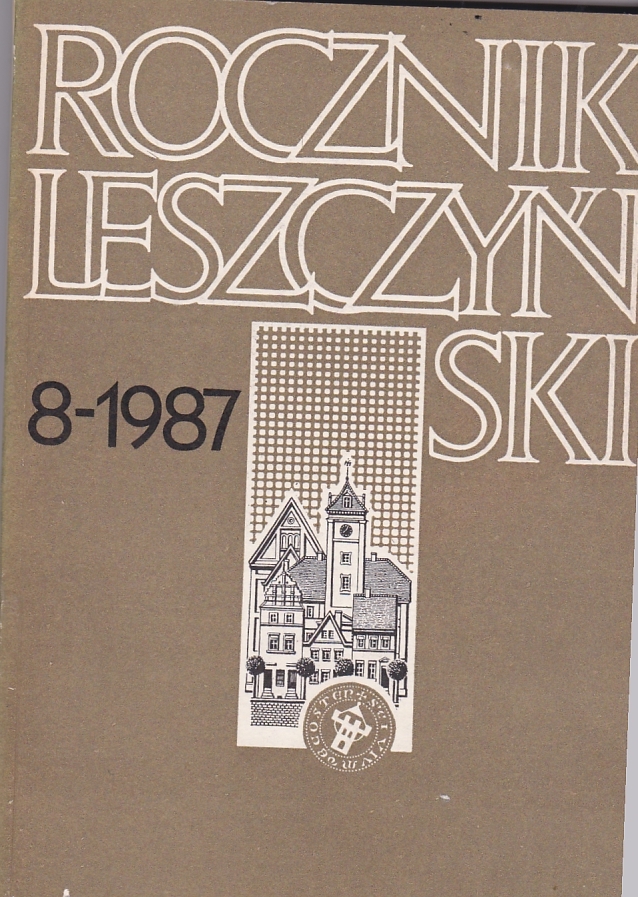 ROCZNIK
LESZCZYŃ
SKI
8-1987